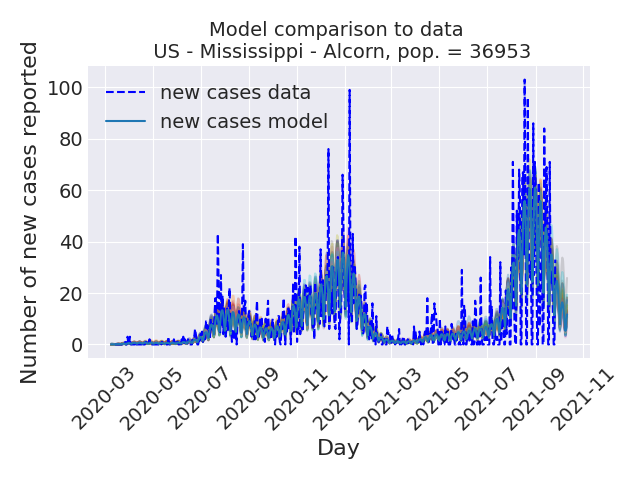 Model comparison to data
US - Mississippi - Alcorn, pop. = 36953
Number of new cases reported
100
80
60
40
20
0
new cases data
new cases model
2020-03
2020-05
2020-07
2020-09
2020-11
2021-01
2021-03
2021-05
2021-07
2021-09
2021-11
Day